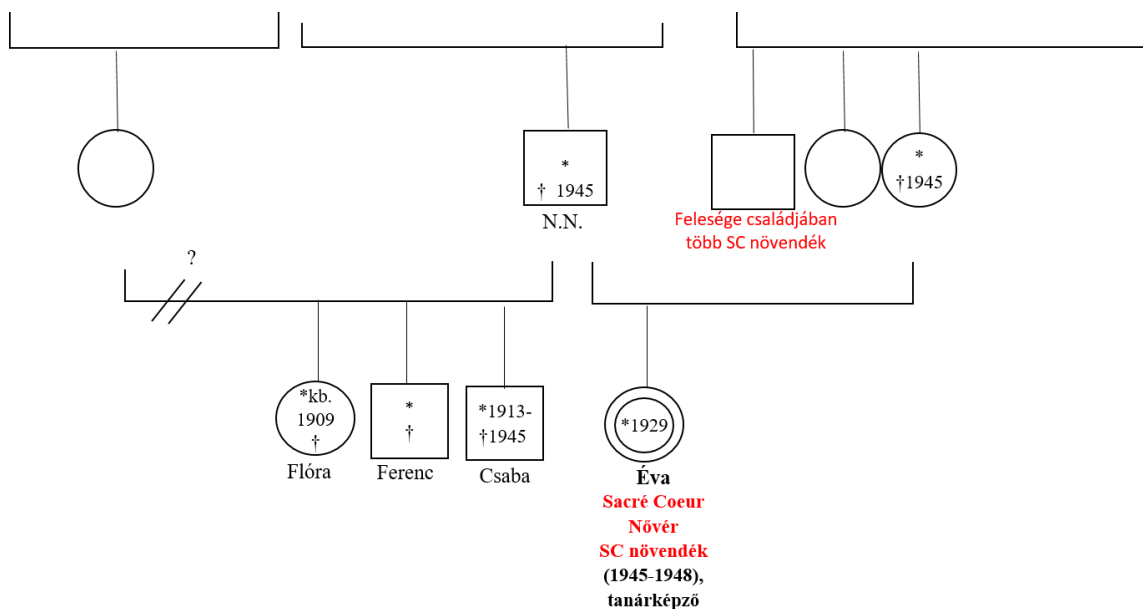 *
† 1945
N.N.
*
†1945
Felesége családjában
több SC növendék
?
*kb.
1909
†
Flóra
*
†
Ferenc
*1913-
†1945
Csaba
*1929
Éva
Sacré Coeur
Nővér
SC növendék
(1945-1948),
tanárképző